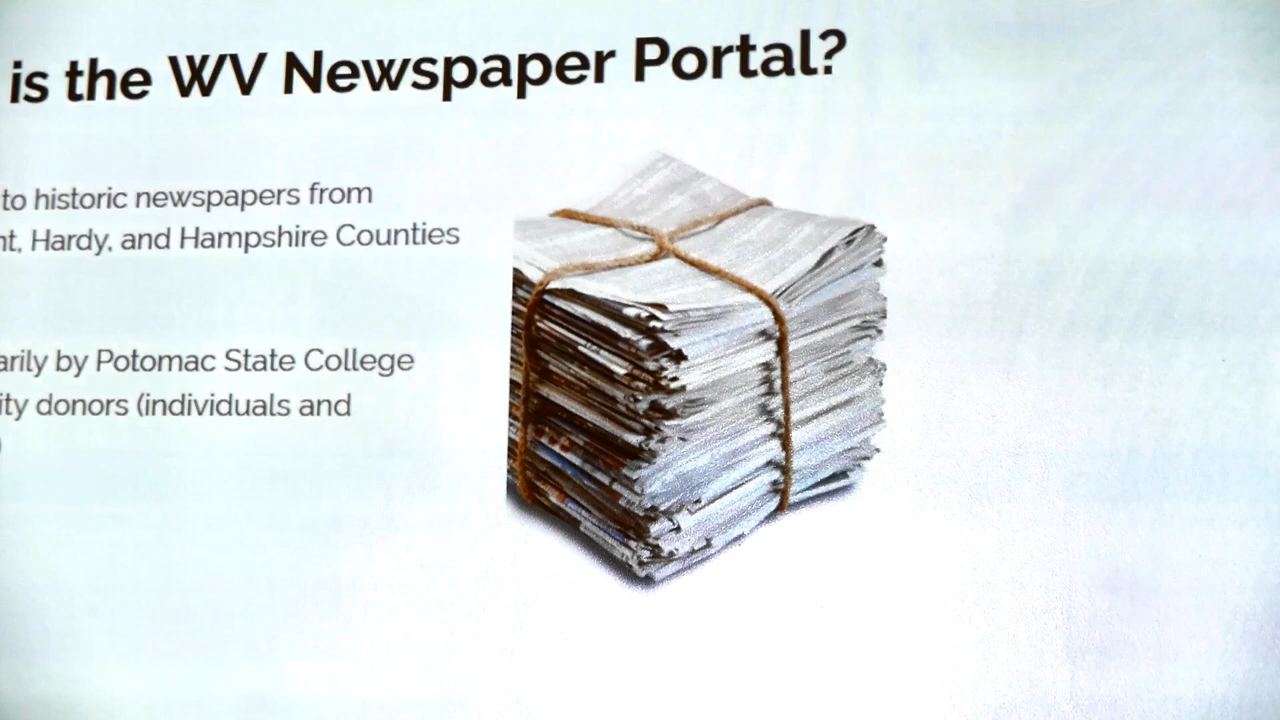 is the WV Newspaper Portal?
to historic newspapers from
nt, Hardy, and Hampshire Counties
arily by Potomac State College
ity donors (individuals and
)